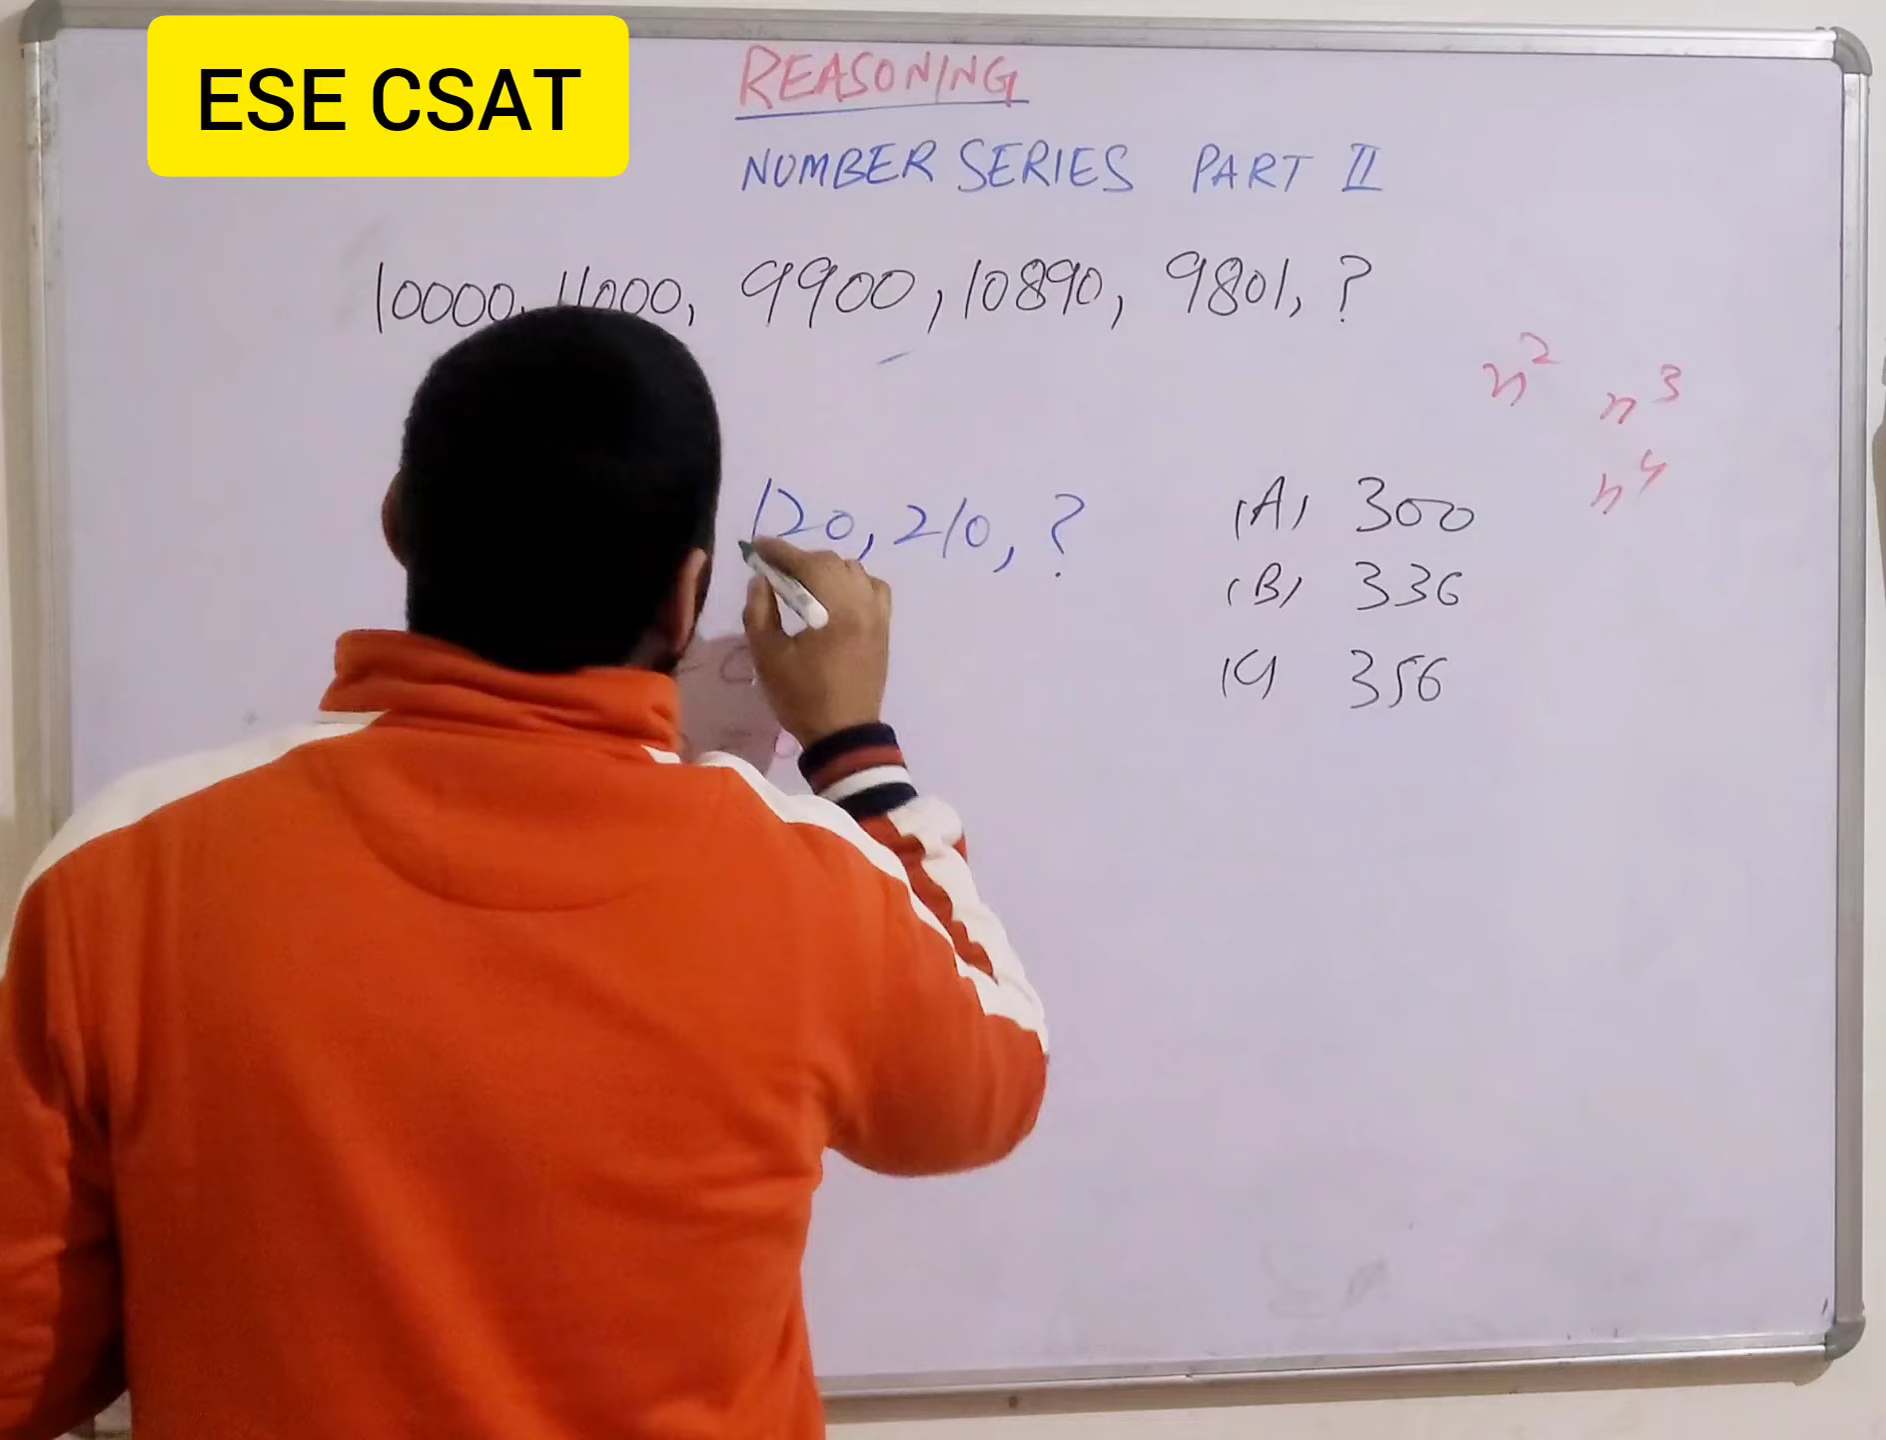 ESE CSAT
REASONING
NUMBER SERIES PART II
10000, 11000, 9900, 10890, 9801, ?
n² n³
n⁴
120, 210, ?
(A) 300
(B) 336
(C) 356